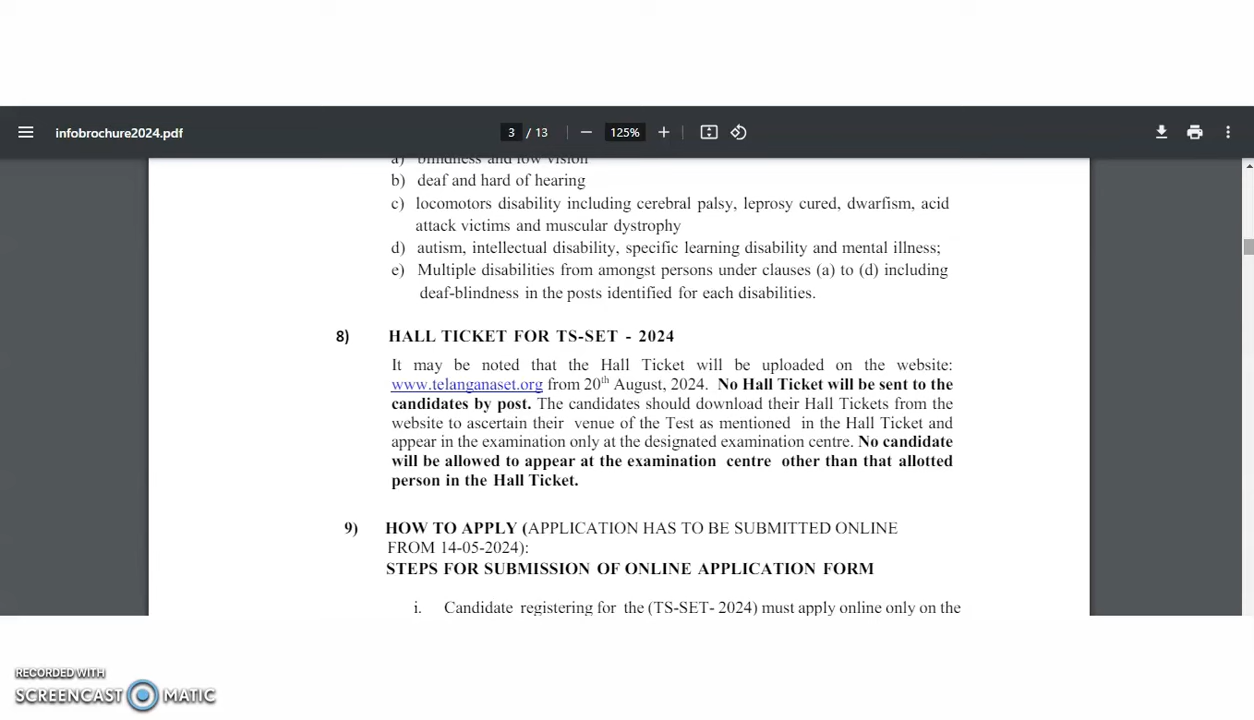 infobrochure2024.pdf
3 / 13
125%
a) blindness and low vision
b) deaf and hard of hearing
c) locomotors disability including cerebral palsy, leprosy cured, dwarfism, acid
attack victims and muscular dystrophy
d) autism, intellectual disability, specific learning disability and mental illness;
e) Multiple disabilities from amongst persons under clauses (a) to (d) including
deaf-blindness in the posts identified for each disabilities.
8) HALL TICKET FOR TS-SET - 2024
It may be noted that the Hall Ticket will be uploaded on the website:
www.telanganaset.org from 20th August, 2024. No Hall Ticket will be sent to the
candidates by post. The candidates should download their Hall Tickets from the
website to ascertain their venue of the Test as mentioned in the Hall Ticket and
appear in the examination only at the designated examination centre. No candidate
will be allowed to appear at the examination centre other than that allotted
person in the Hall Ticket.
9) HOW TO APPLY (APPLICATION HAS TO BE SUBMITTED ONLINE
FROM 14-05-2024):
STEPS FOR SUBMISSION OF ONLINE APPLICATION FORM
i. Candidate registering for the (TS-SET- 2024) must apply online only on the
RECORDED WITH
SCREENCAST MATIC